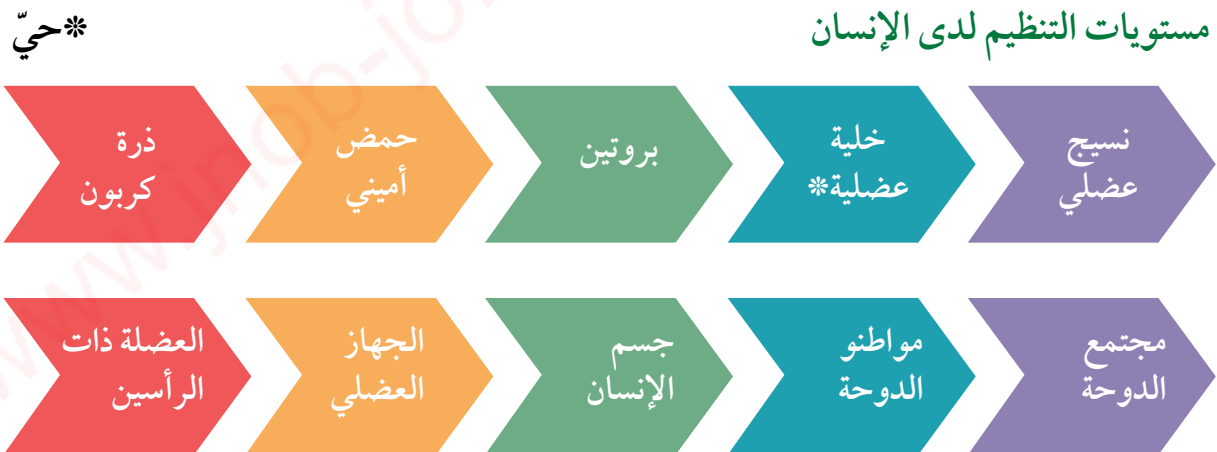 مستويات التنظيم لدى الإنسان
*حيّ
ذرة
كربون
حمض
أميني
بروتين
خلية
عضلية*
نسيج
عضلي
العضلة ذات
الرأسين
الجهاز
العضلي
جسم
الإنسان
مواطنو
الدوحة
مجتمع
الدوحة